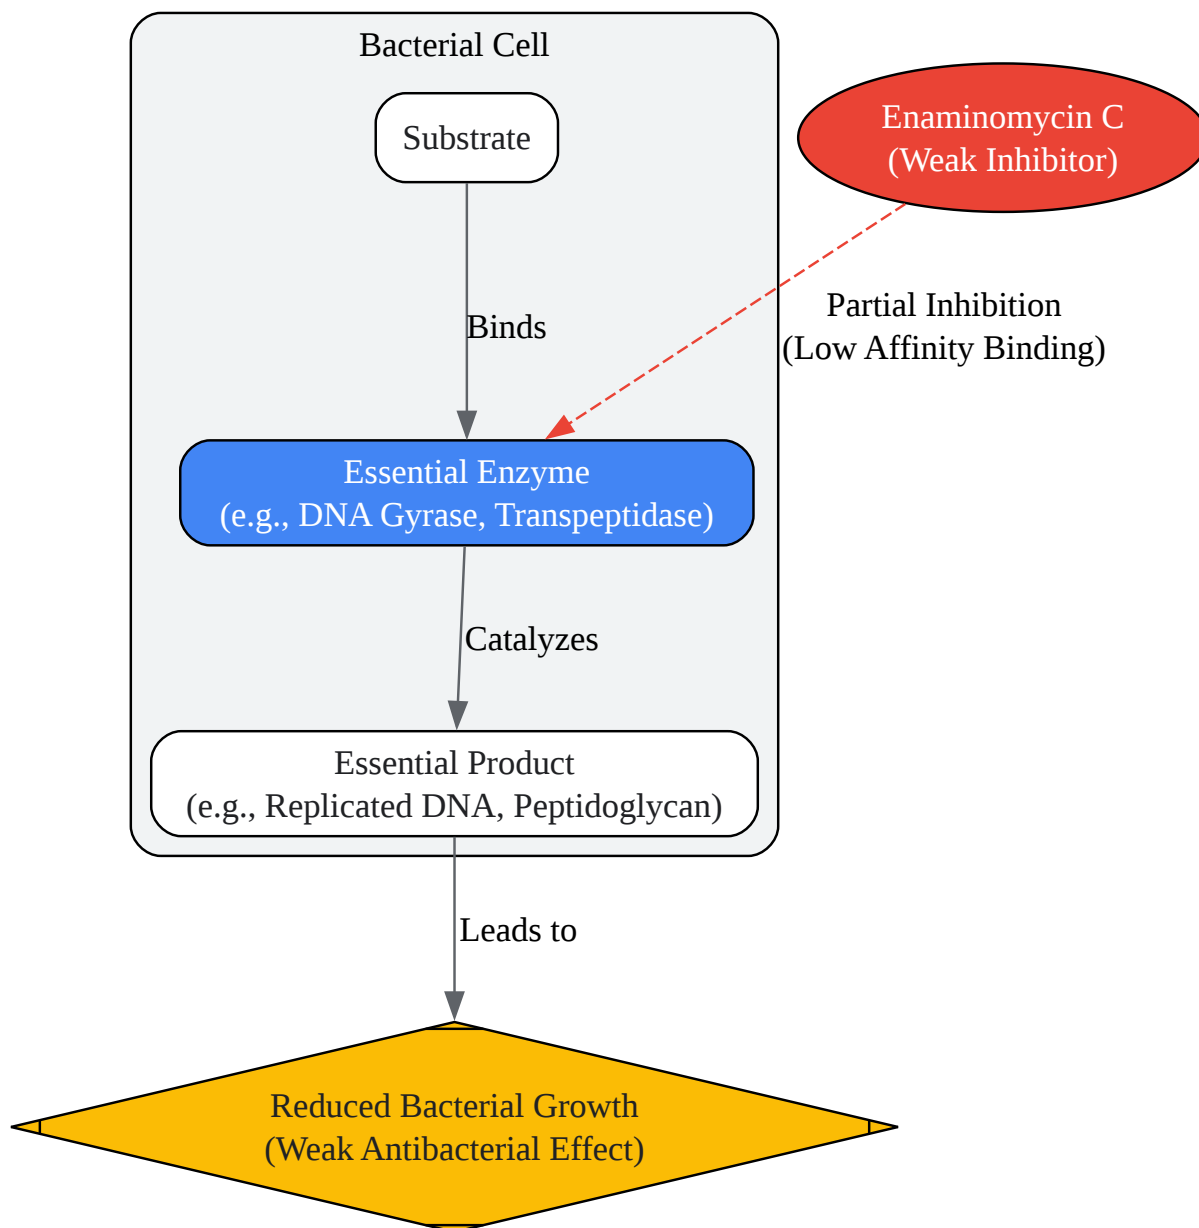 Bacterial Cell
Substrate
Enaminomycin C
(Weak Inhibitor)
Binds
Partial Inhibition
(Low Affinity Binding)
Essential Enzyme
(e.g., DNA Gyrase, Transpeptidase)
Catalyzes
Essential Product
(e.g., Replicated DNA, Peptidoglycan)
Leads to
Reduced Bacterial Growth
(Weak Antibacterial Effect)